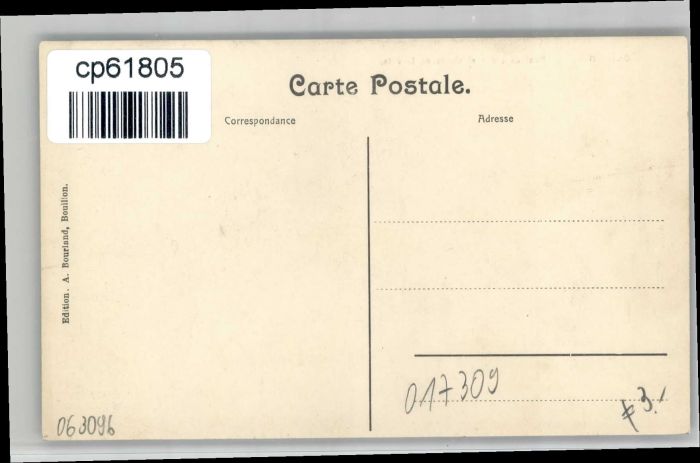 cp61805
Carte Postale.
Correspondance
Adresse
Edition. A. Bourland, Bouillon.
017309
063096